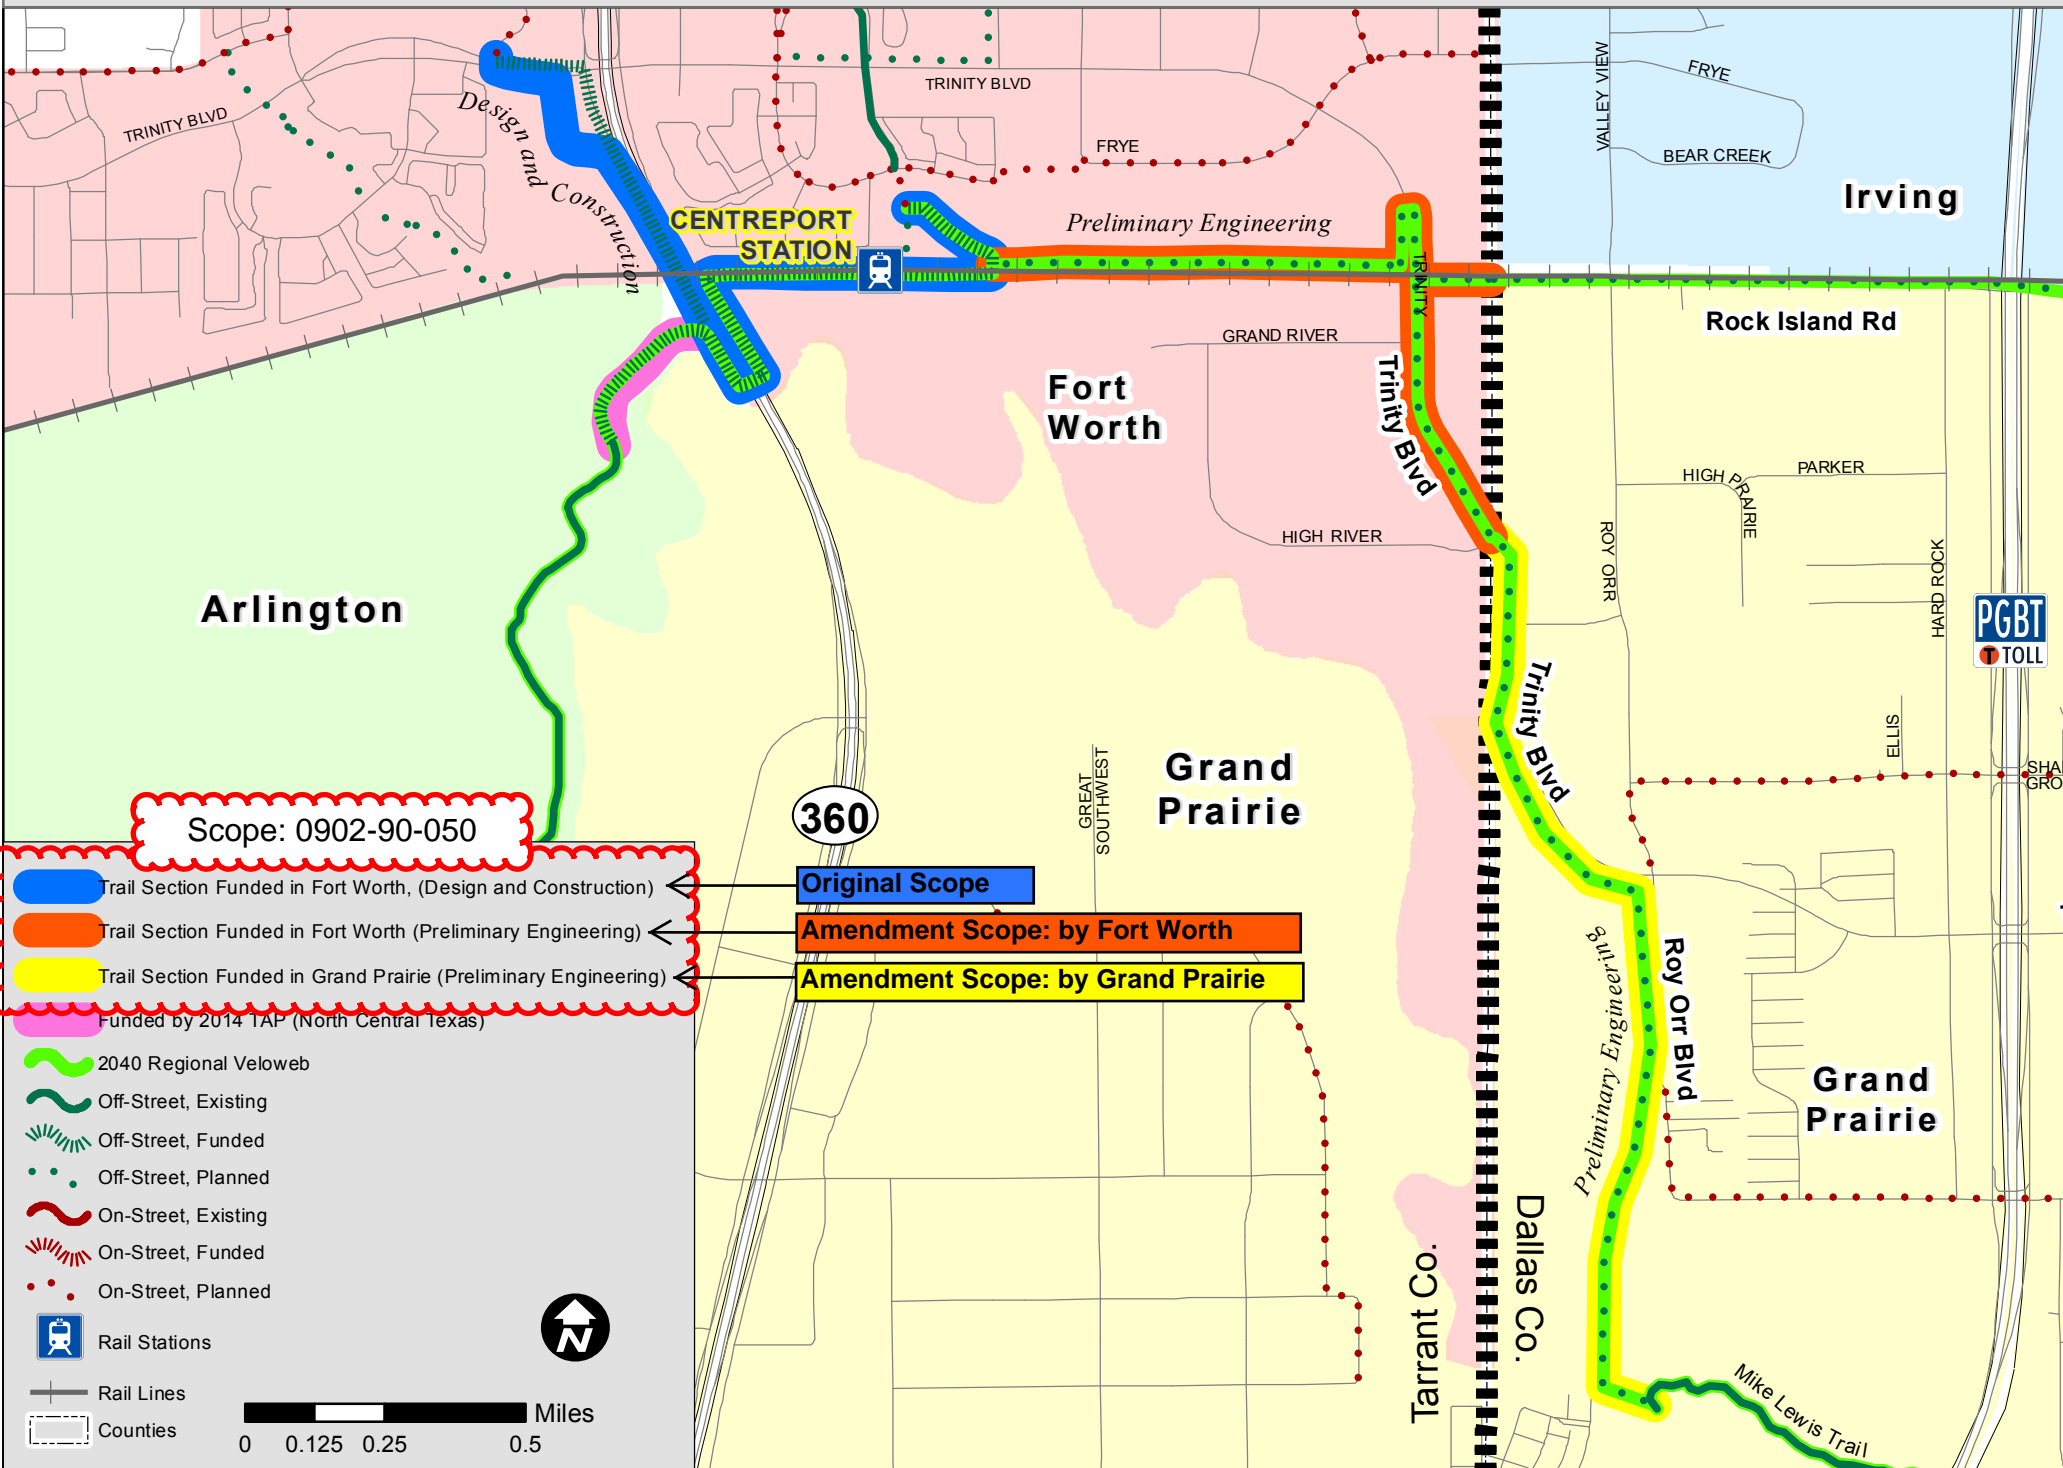 TRINITY BLVD
FRYE
VALLEY VIEW
TRINITY BLVD
Design and Construction
FRYE
BEAR CREEK
Irving
CENTREPORT
STATION
Preliminary Engineering
TRINITY
Rock Island Rd
GRAND RIVER
Fort
Worth
Trinity Blvd
PARKER
HIGH PRAIRIE
HIGH RIVER
ROY ORR
HARD ROCK
Arlington
PGBT
T TOLL
Trinity Blvd
ELLIS
GREAT
SOUTHWEST
Grand
Prairie
360
Scope: 0902-90-050
Trail Section Funded in Fort Worth, (Design and Construction)
Original Scope
Trail Section Funded in Fort Worth (Preliminary Engineering)
Amendment Scope: by Fort Worth
Trail Section Funded in Grand Prairie (Preliminary Engineering)
Amendment Scope: by Grand Prairie
Funded by 2014 TAP (North Central Texas)
Preliminary Engineering
Roy Orr Blvd
2040 Regional Veloweb
Off-Street, Existing
Grand
Prairie
Off-Street, Funded
Off-Street, Planned
On-Street, Existing
On-Street, Funded
On-Street, Planned
Tarrant Co.
Dallas Co.
N
Rail Stations
Rail Lines
Mike Lewis Trail
Miles
Counties
0 0.125 0.25 0.5